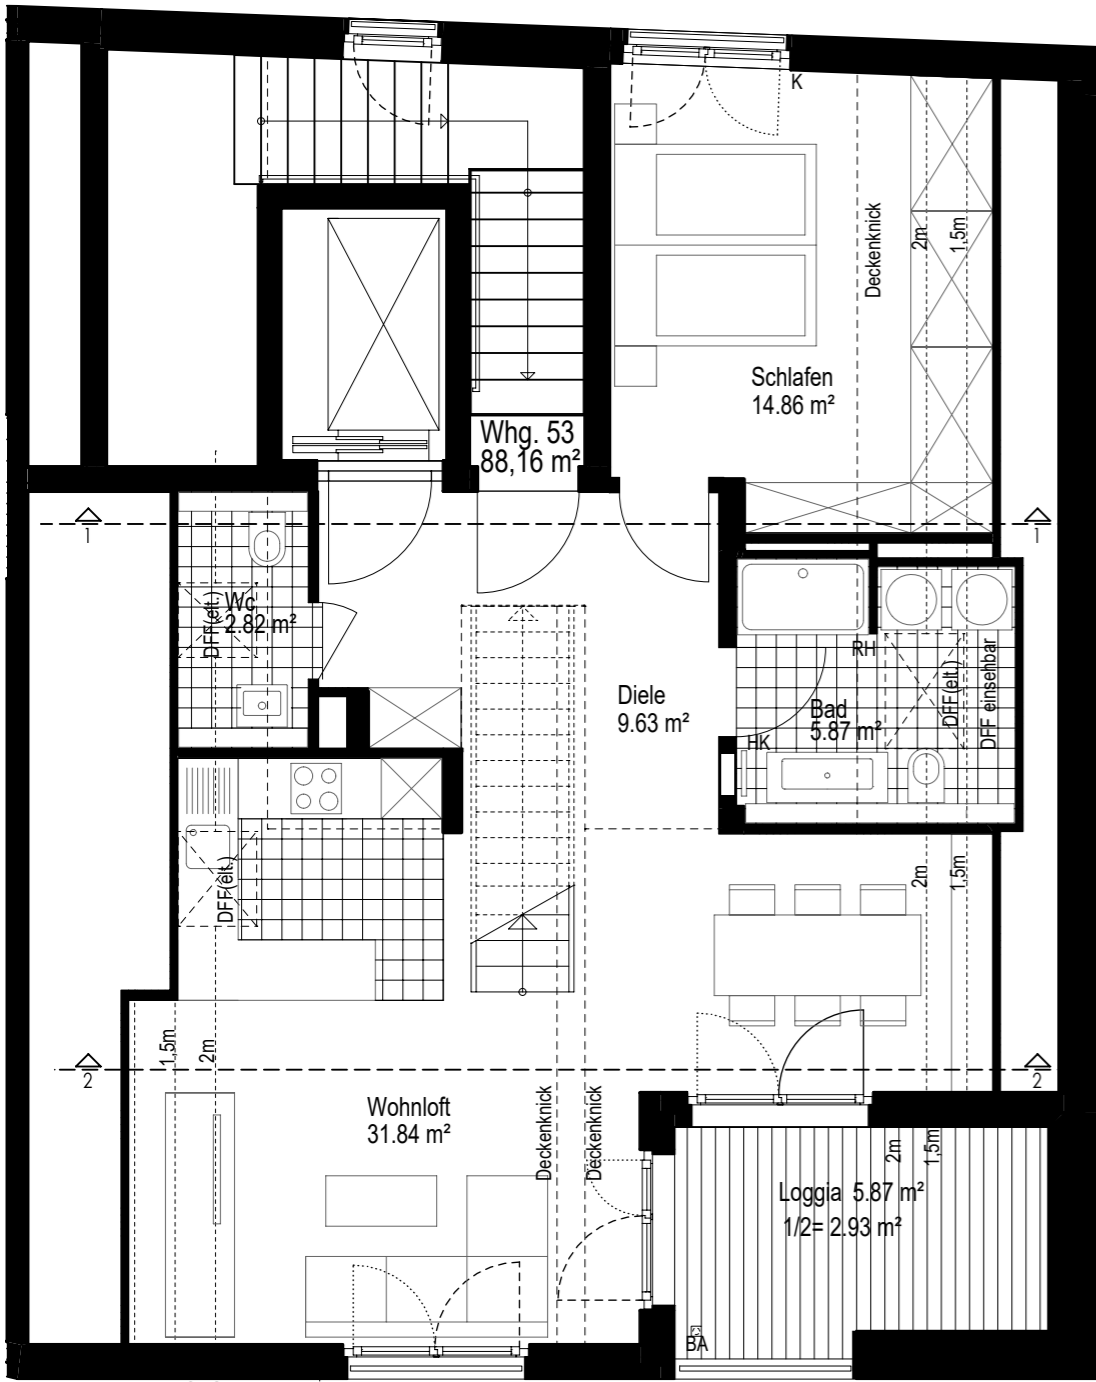 K
Deckenknick
2m
1,5m
Schlafen
14.86 m²
Whg. 53
88,16 m²
1
1
DFF(elt.)
Wc
2.82 m²
RH
DFF(elt.)
DFF einsehbar
Diele
9.63 m²
Bad
5.87 m²
HK
DFF(elt.)
2m
1,5m
1,5m
2m
2
2
Wohnloft
31.84 m²
Deckenknick
Deckenknick
2m
1,5m
Loggia 5.87 m²
1/2= 2.93 m²
BA